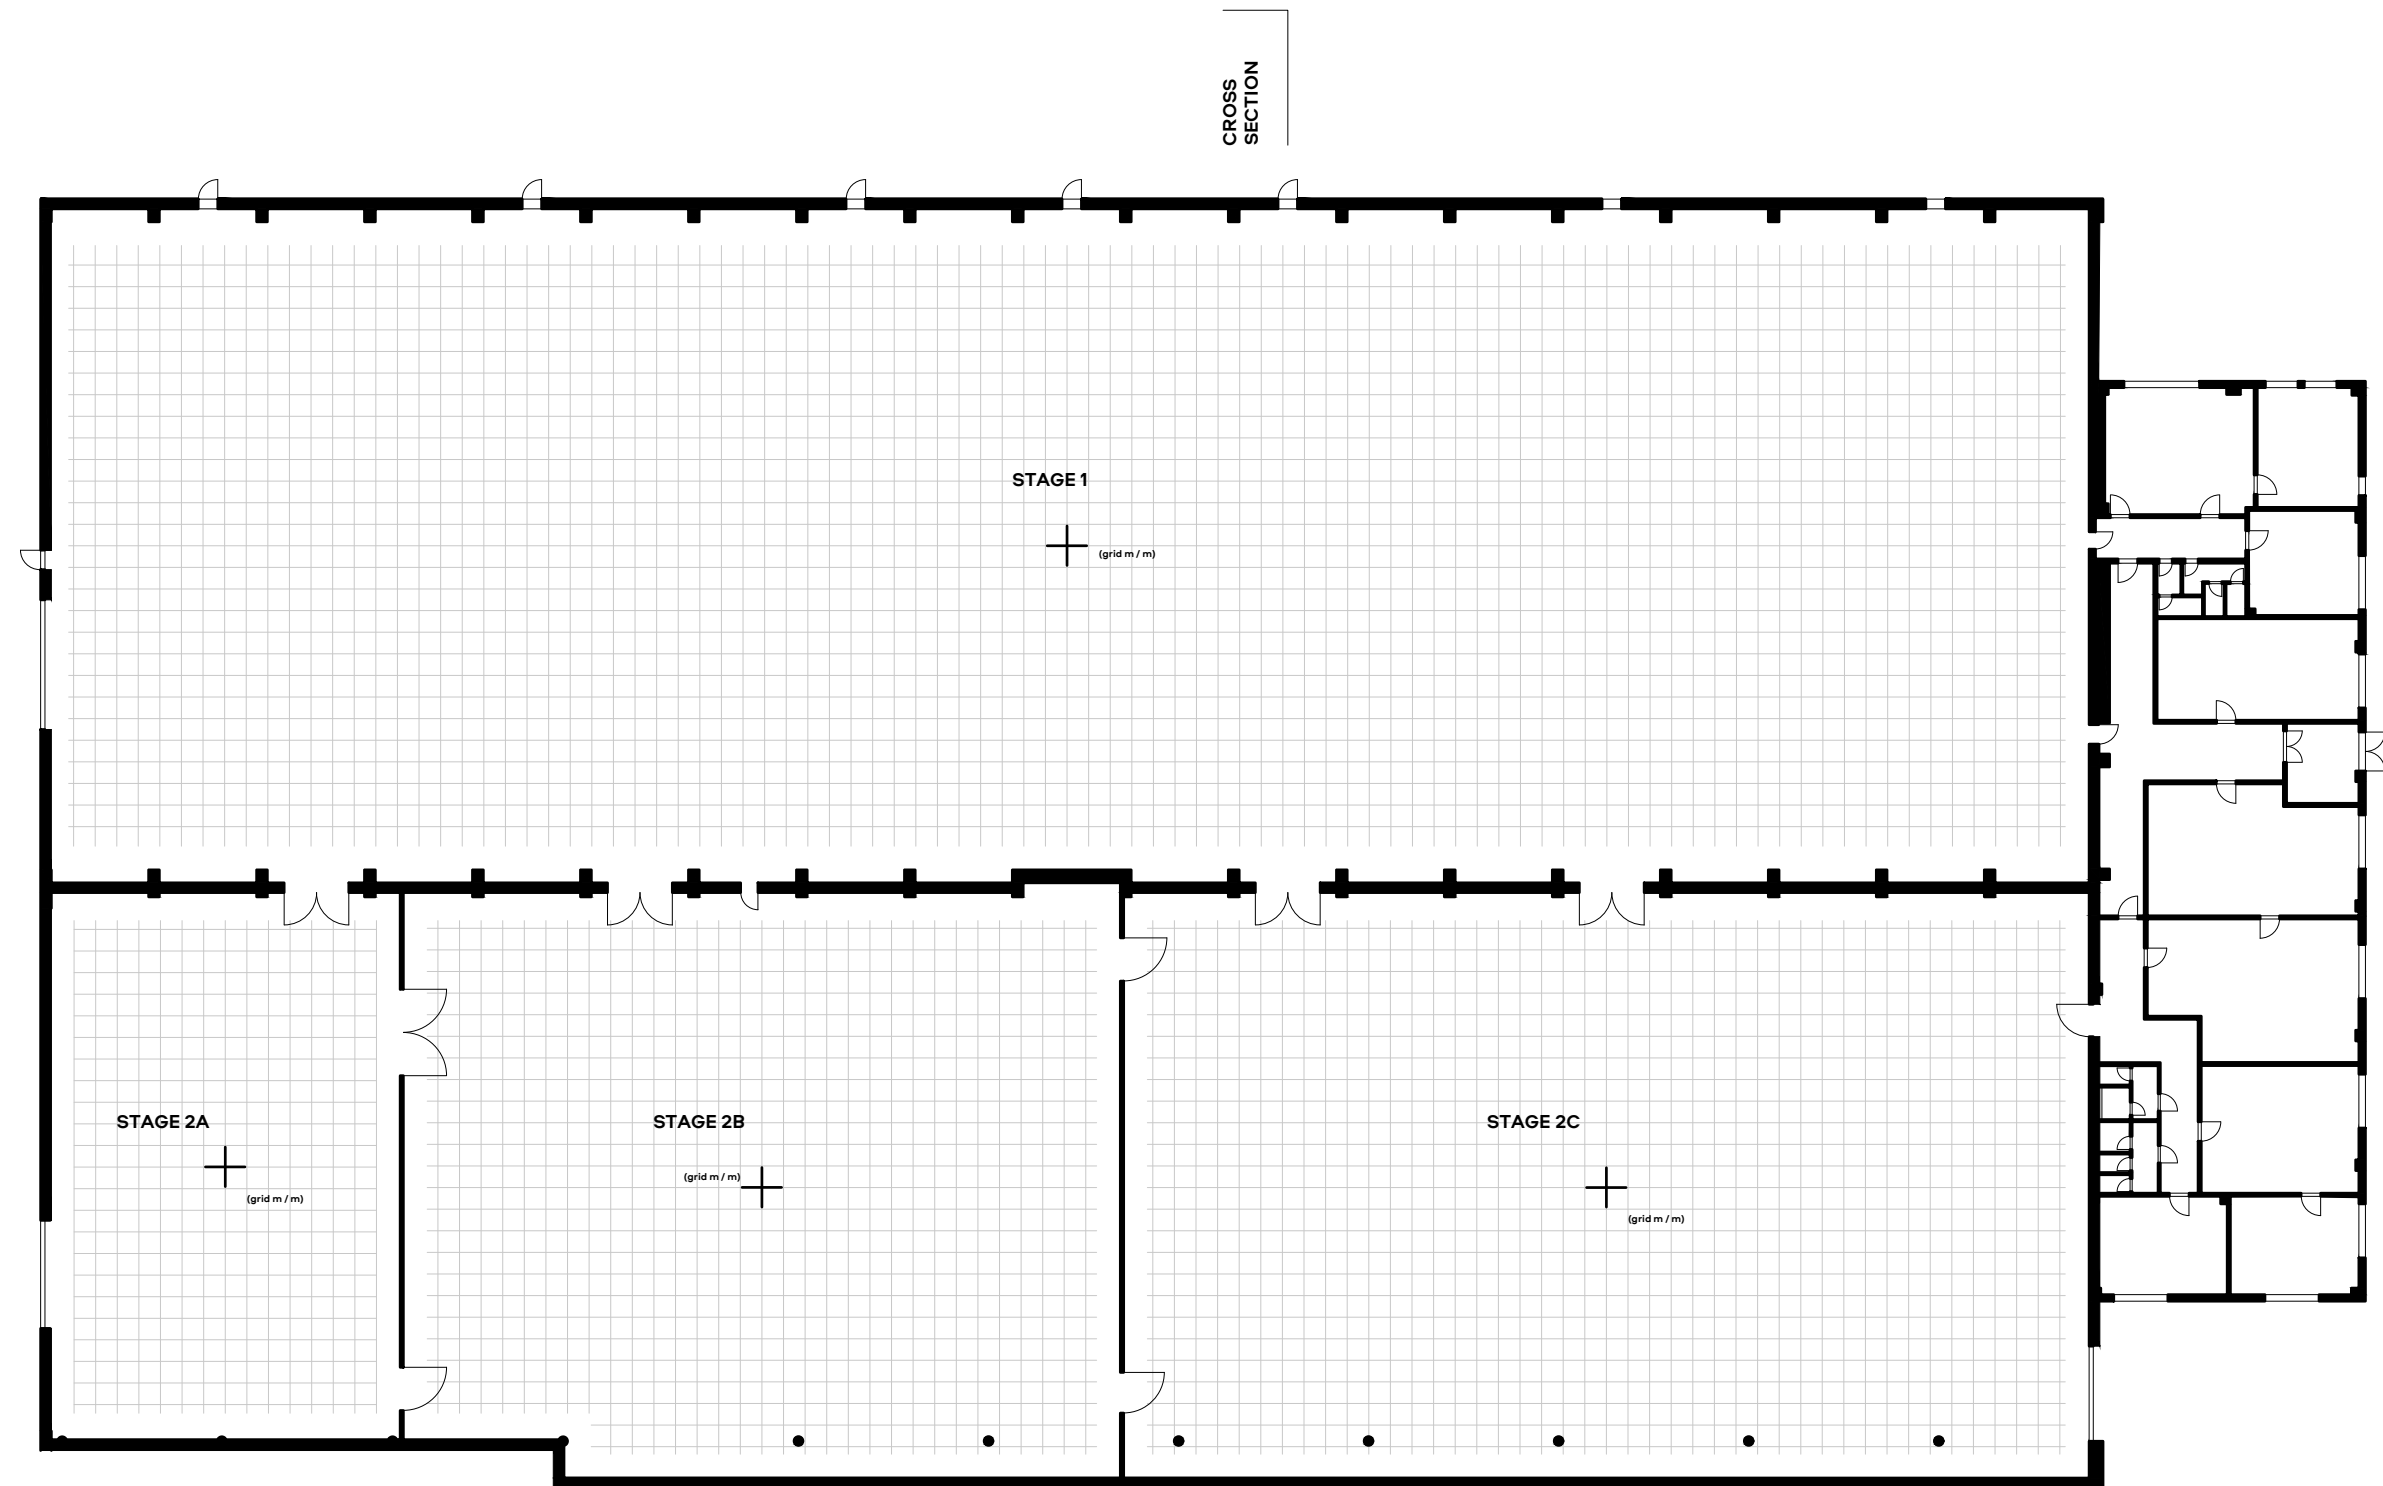 CROSS
SECTION
STAGE 1
(grid m / m)
STAGE 2A
(grid m / m)
STAGE 2B
(grid m / m)
STAGE 2C
(grid m / m)